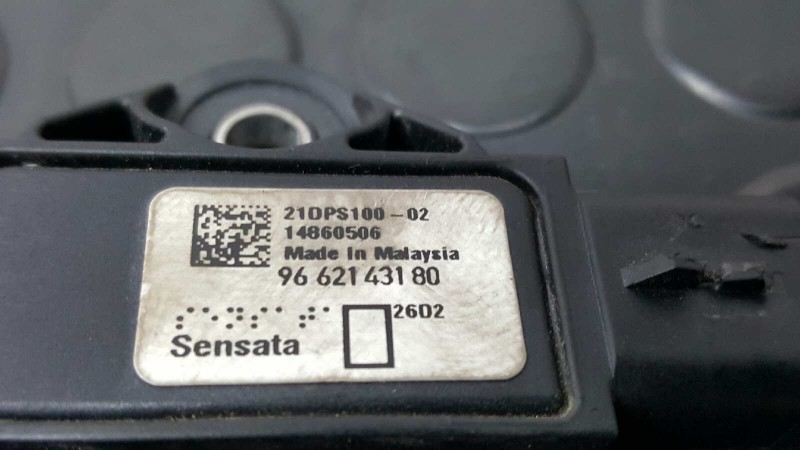 21DPS100-02
14860506
Made In Malaysia
96 621 431 80
26D2
Sensata